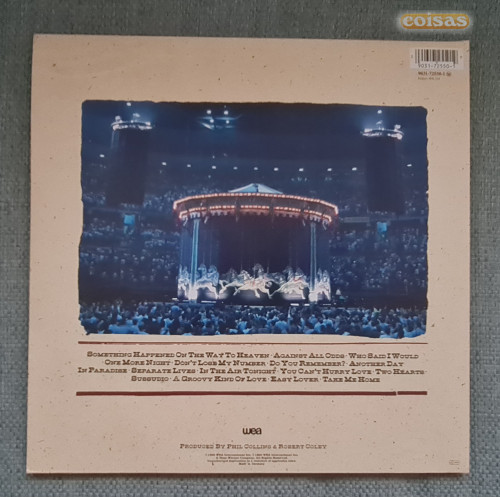 coisas
SOMETHING HAPPENED ON THE WAY TO HEAVEN · AGAINST ALL ODDS · WHO SAID I WOULD
ONE MORE NIGHT · DON'T LOSE MY NUMBER · DO YOU REMEMBER? · ANOTHER DAY
IN PARADISE · SEPARATE LIVES · IN THE AIR TONIGHT · YOU CAN'T HURRY LOVE · TWO HEARTS
SUSSUDIO · A GROOVY KIND OF LOVE · EASY LOVER · TAKE ME HOME
wea
PRODUCED BY PHIL COLLINS & ROBERT COLBY
Made in Germany